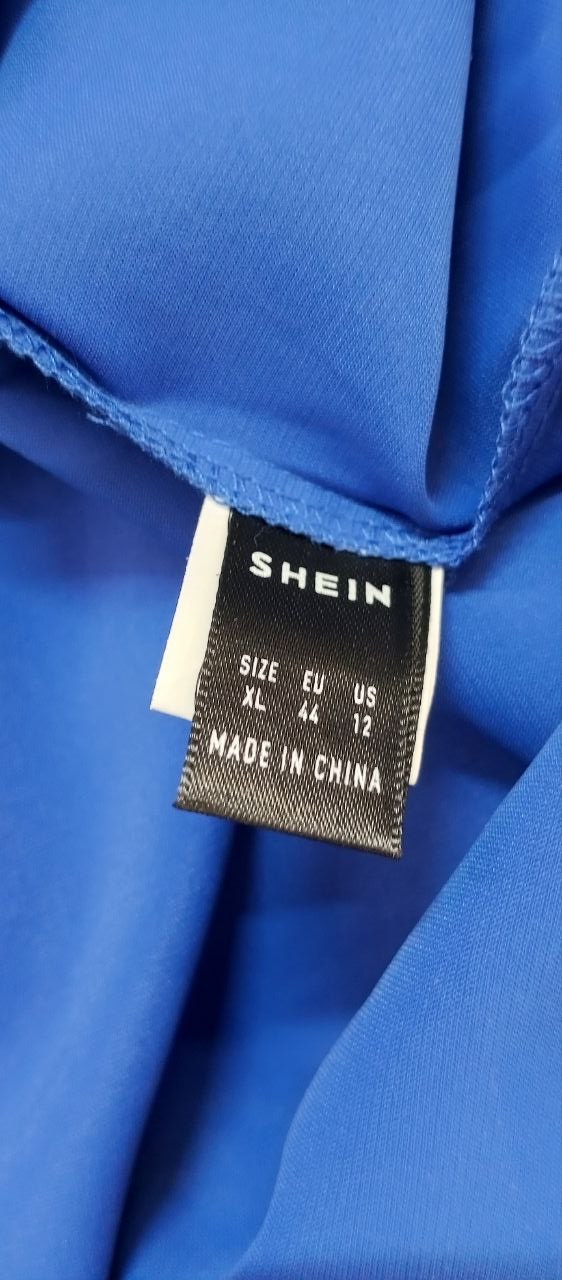 SHEIN
SIZE EU US
XL 44 12
MADE IN CHINA